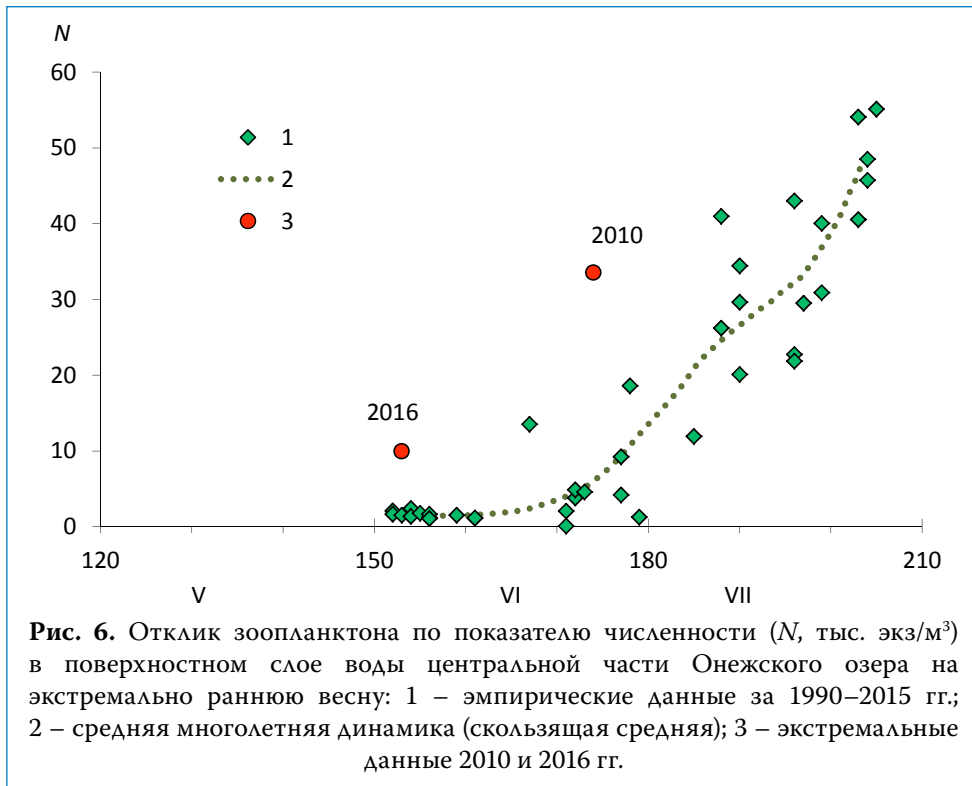 N
60
50
40
30
20
10
0
1
2
3
2010
2016
120 150 180 210
V VI VII
Рис. 6. Отклик зоопланктона по показателю численности (N, тыс. экз/м³)
в поверхностном слое воды центральной части Онежского озера на
экстремально раннюю весну: 1 – эмпирические данные за 1990–2015 гг.;
2 – средняя многолетняя динамика (скользящая средняя); 3 – экстремальные
данные 2010 и 2016 гг.